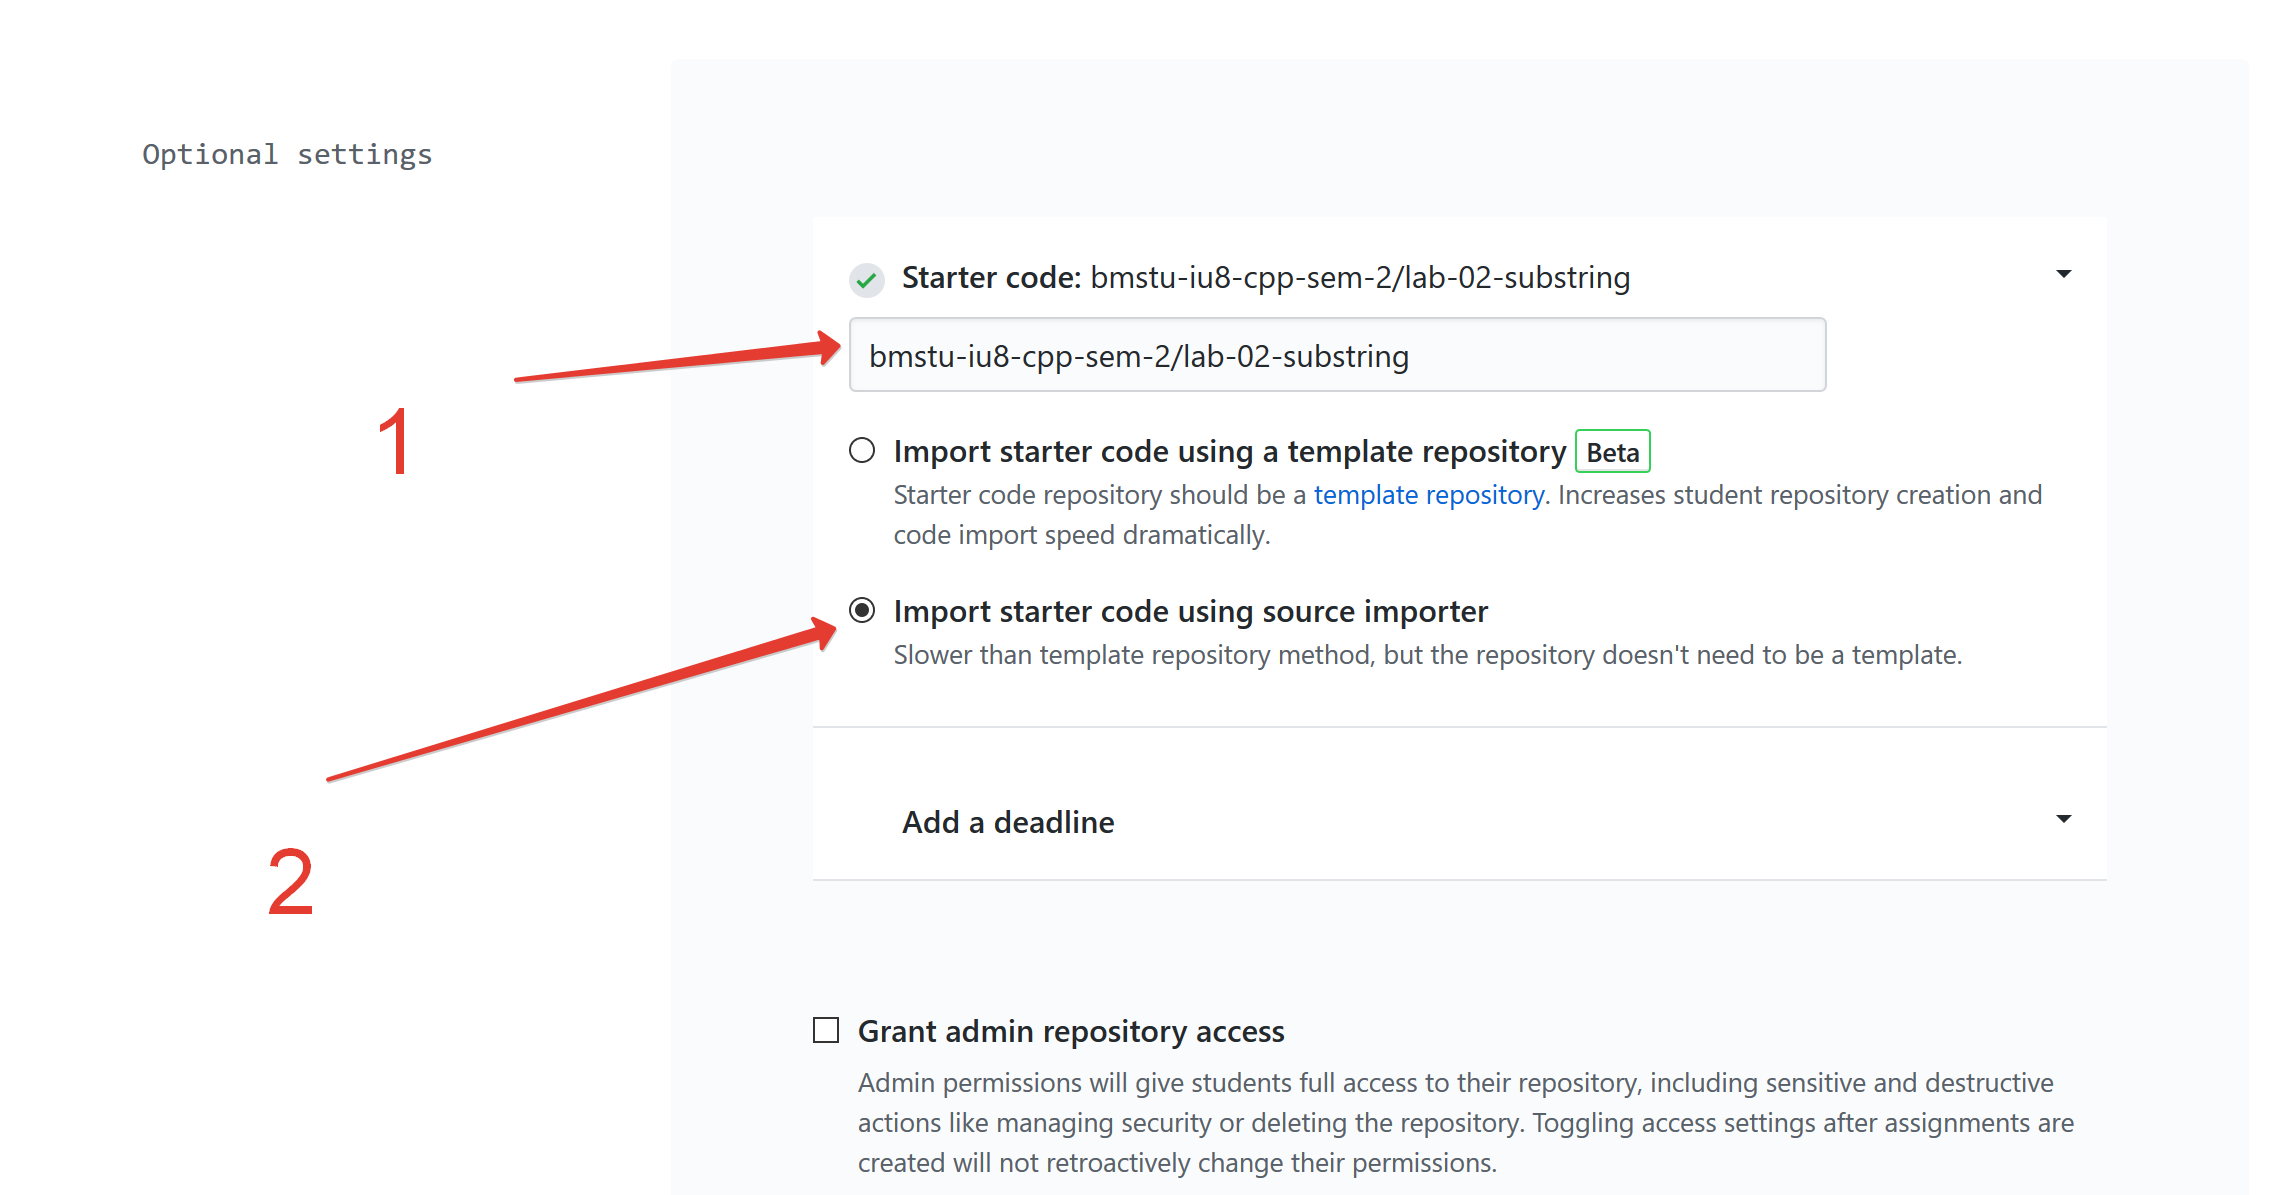 Optional settings
Starter code: bmstu-iu8-cpp-sem-2/lab-02-substring
bmstu-iu8-cpp-sem-2/lab-02-substring
1
Import starter code using a template repository Beta
Starter code repository should be a template repository. Increases student repository creation and
code import speed dramatically.
Import starter code using source importer
Slower than template repository method, but the repository doesn't need to be a template.
2
Add a deadline
Grant admin repository access
Admin permissions will give students full access to their repository, including sensitive and destructive
actions like managing security or deleting the repository. Toggling access settings after assignments are
created will not retroactively change their permissions.